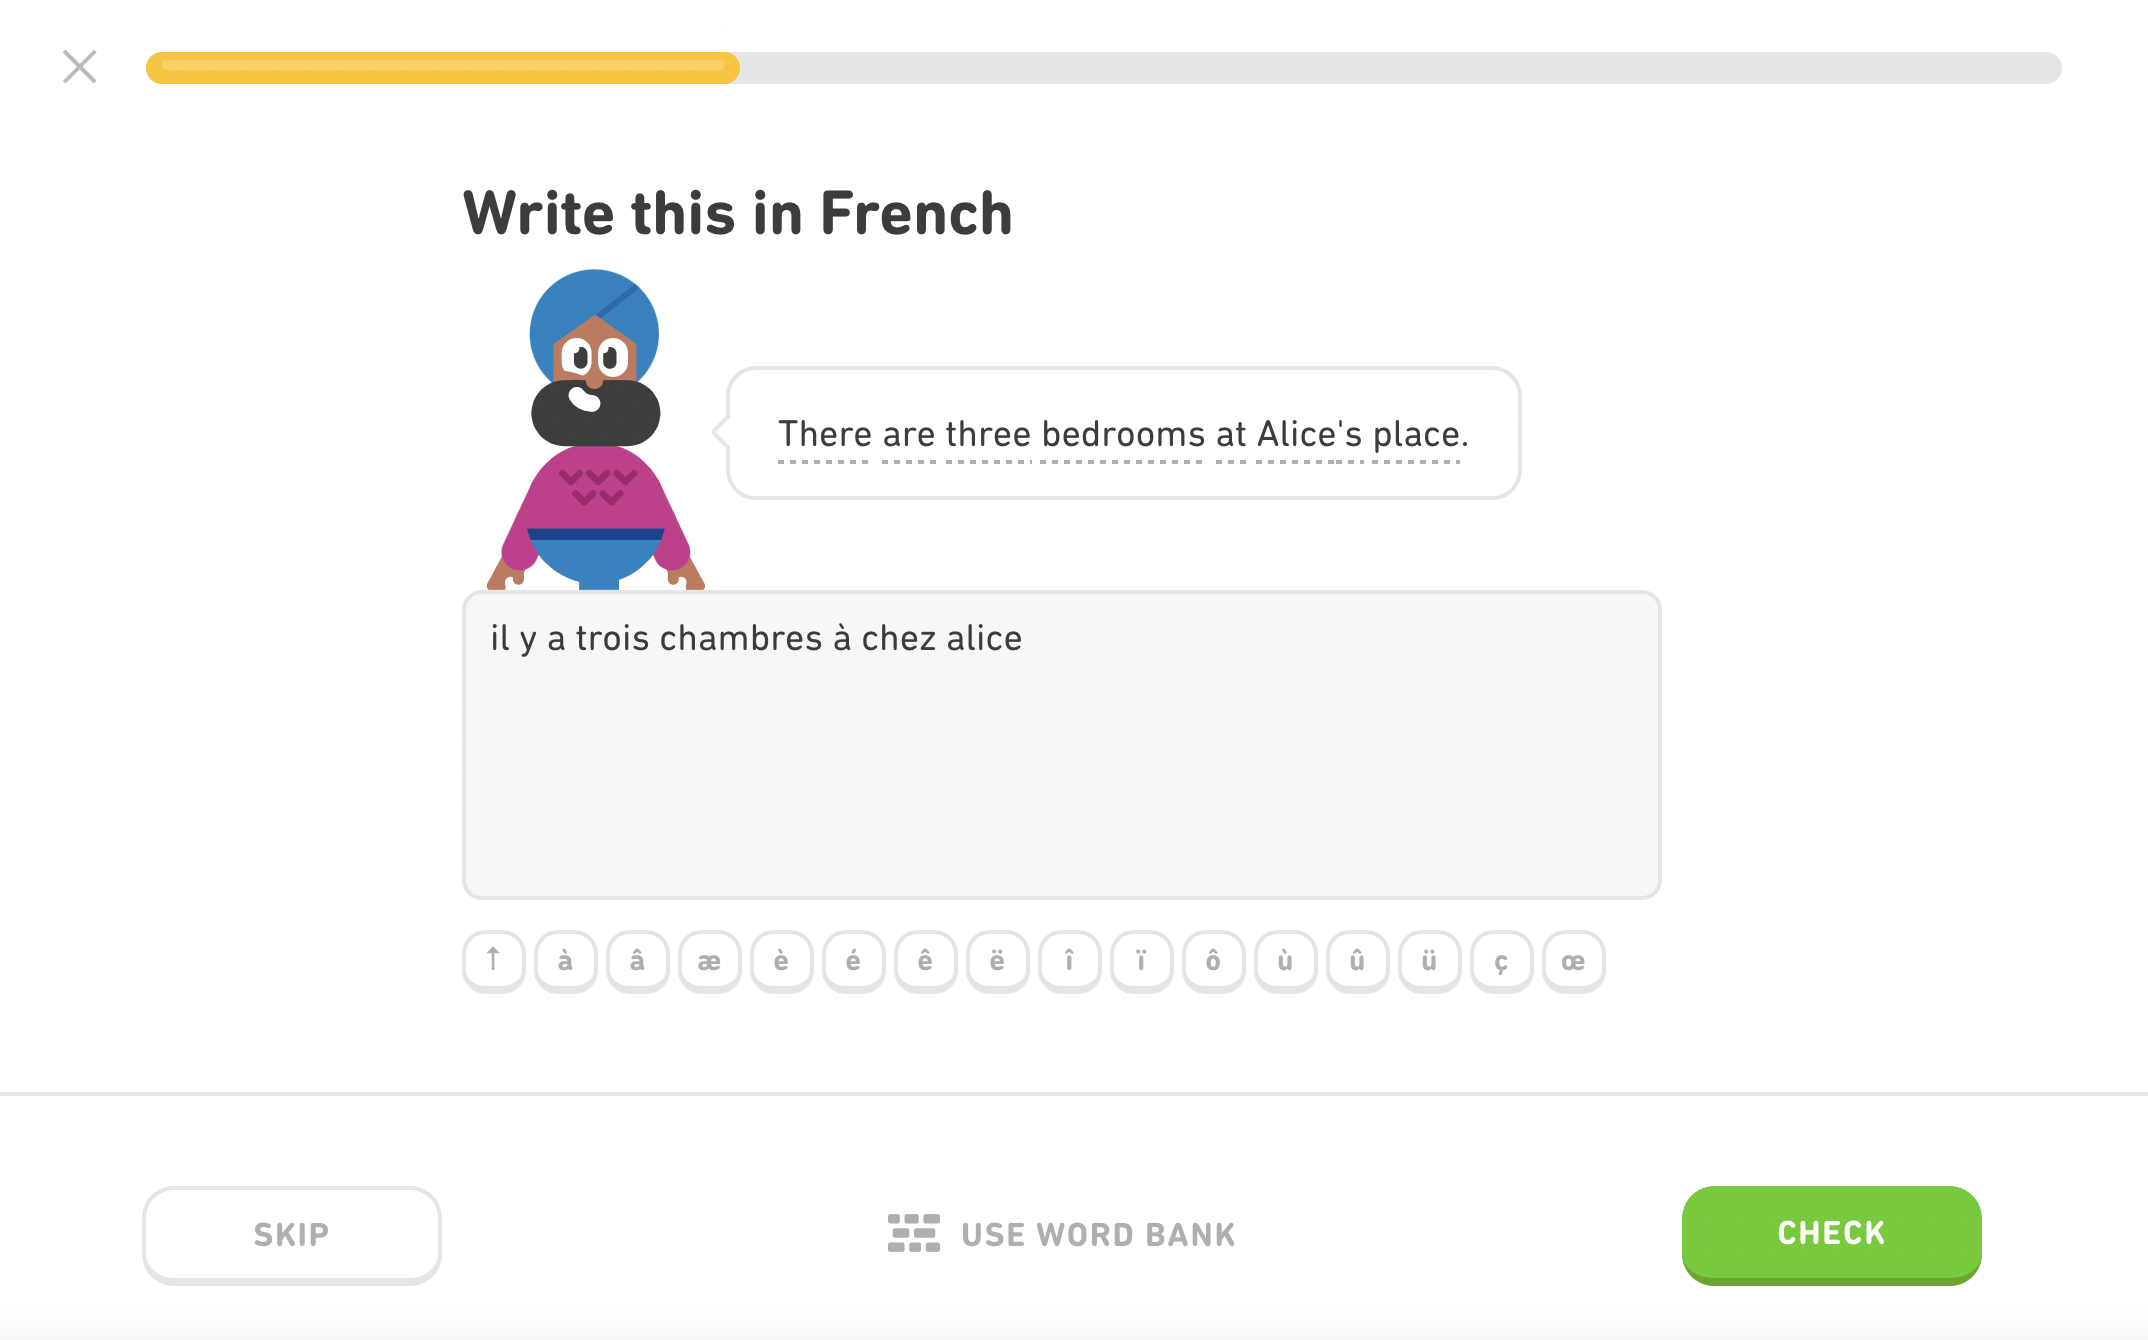 Write this in French
There are three bedrooms at Alice's place.
il y a trois chambres à chez alice
↑ à â æ è é ê ë î ï ô ù û ü ç œ
SKIP
USE WORD BANK
CHECK